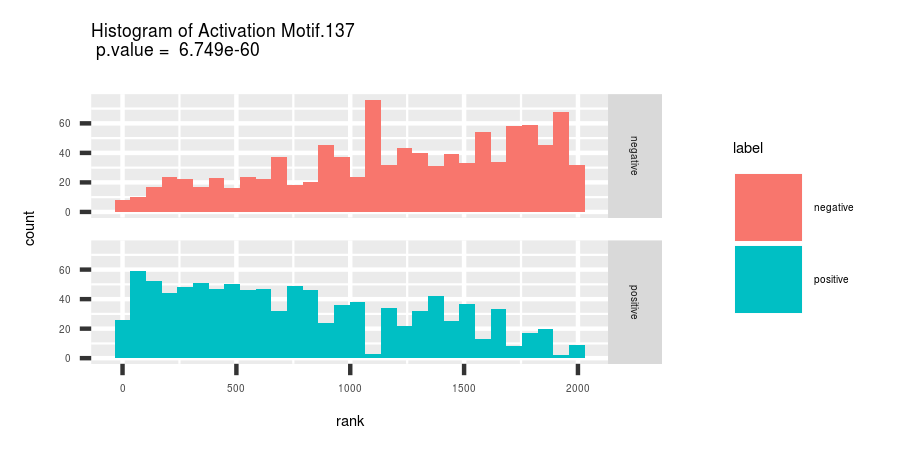 Histogram of Activation Motif.137
p.value = 6.749e-60
count
60
40
20
0
negative
60
40
20
0
positive
0 500 1000 1500 2000
rank
label
negative
positive